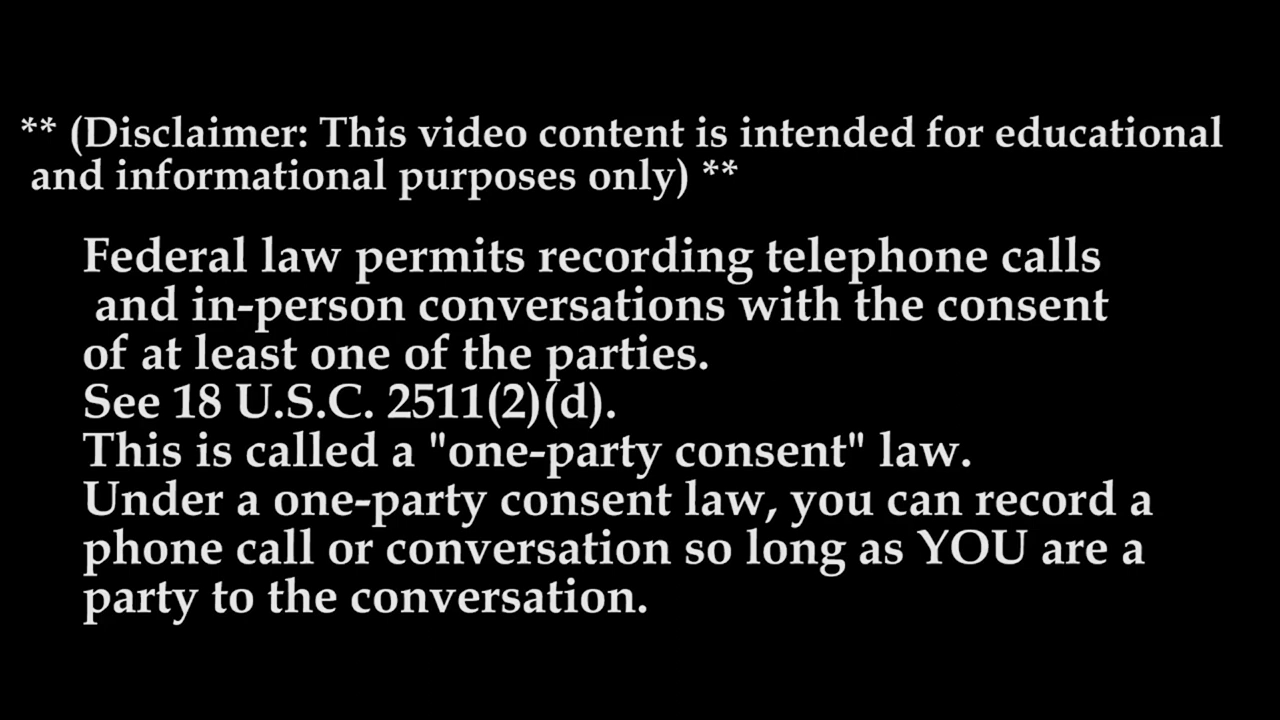 ** (Disclaimer: This video content is intended for educational
and informational purposes only) **
Federal law permits recording telephone calls
and in-person conversations with the consent
of at least one of the parties.
See 18 U.S.C. 2511(2)(d).
This is called a "one-party consent" law.
Under a one-party consent law, you can record a
phone call or conversation so long as YOU are a
party to the conversation.